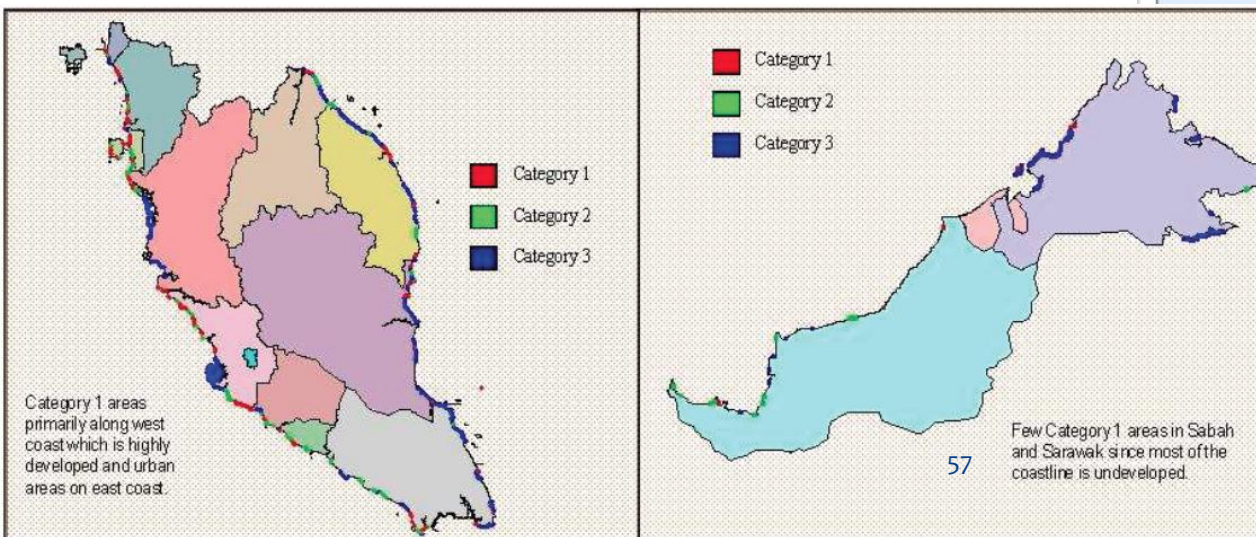 Category 1
Category 2
Category 3
Category 1 areas
primarily along west
coast which is highly
developed and urban
areas on east coast.
Category 1
Category 2
Category 3
57
Few Category 1 areas in Sabah
and Sarawak since most of the
coastline is undeveloped.